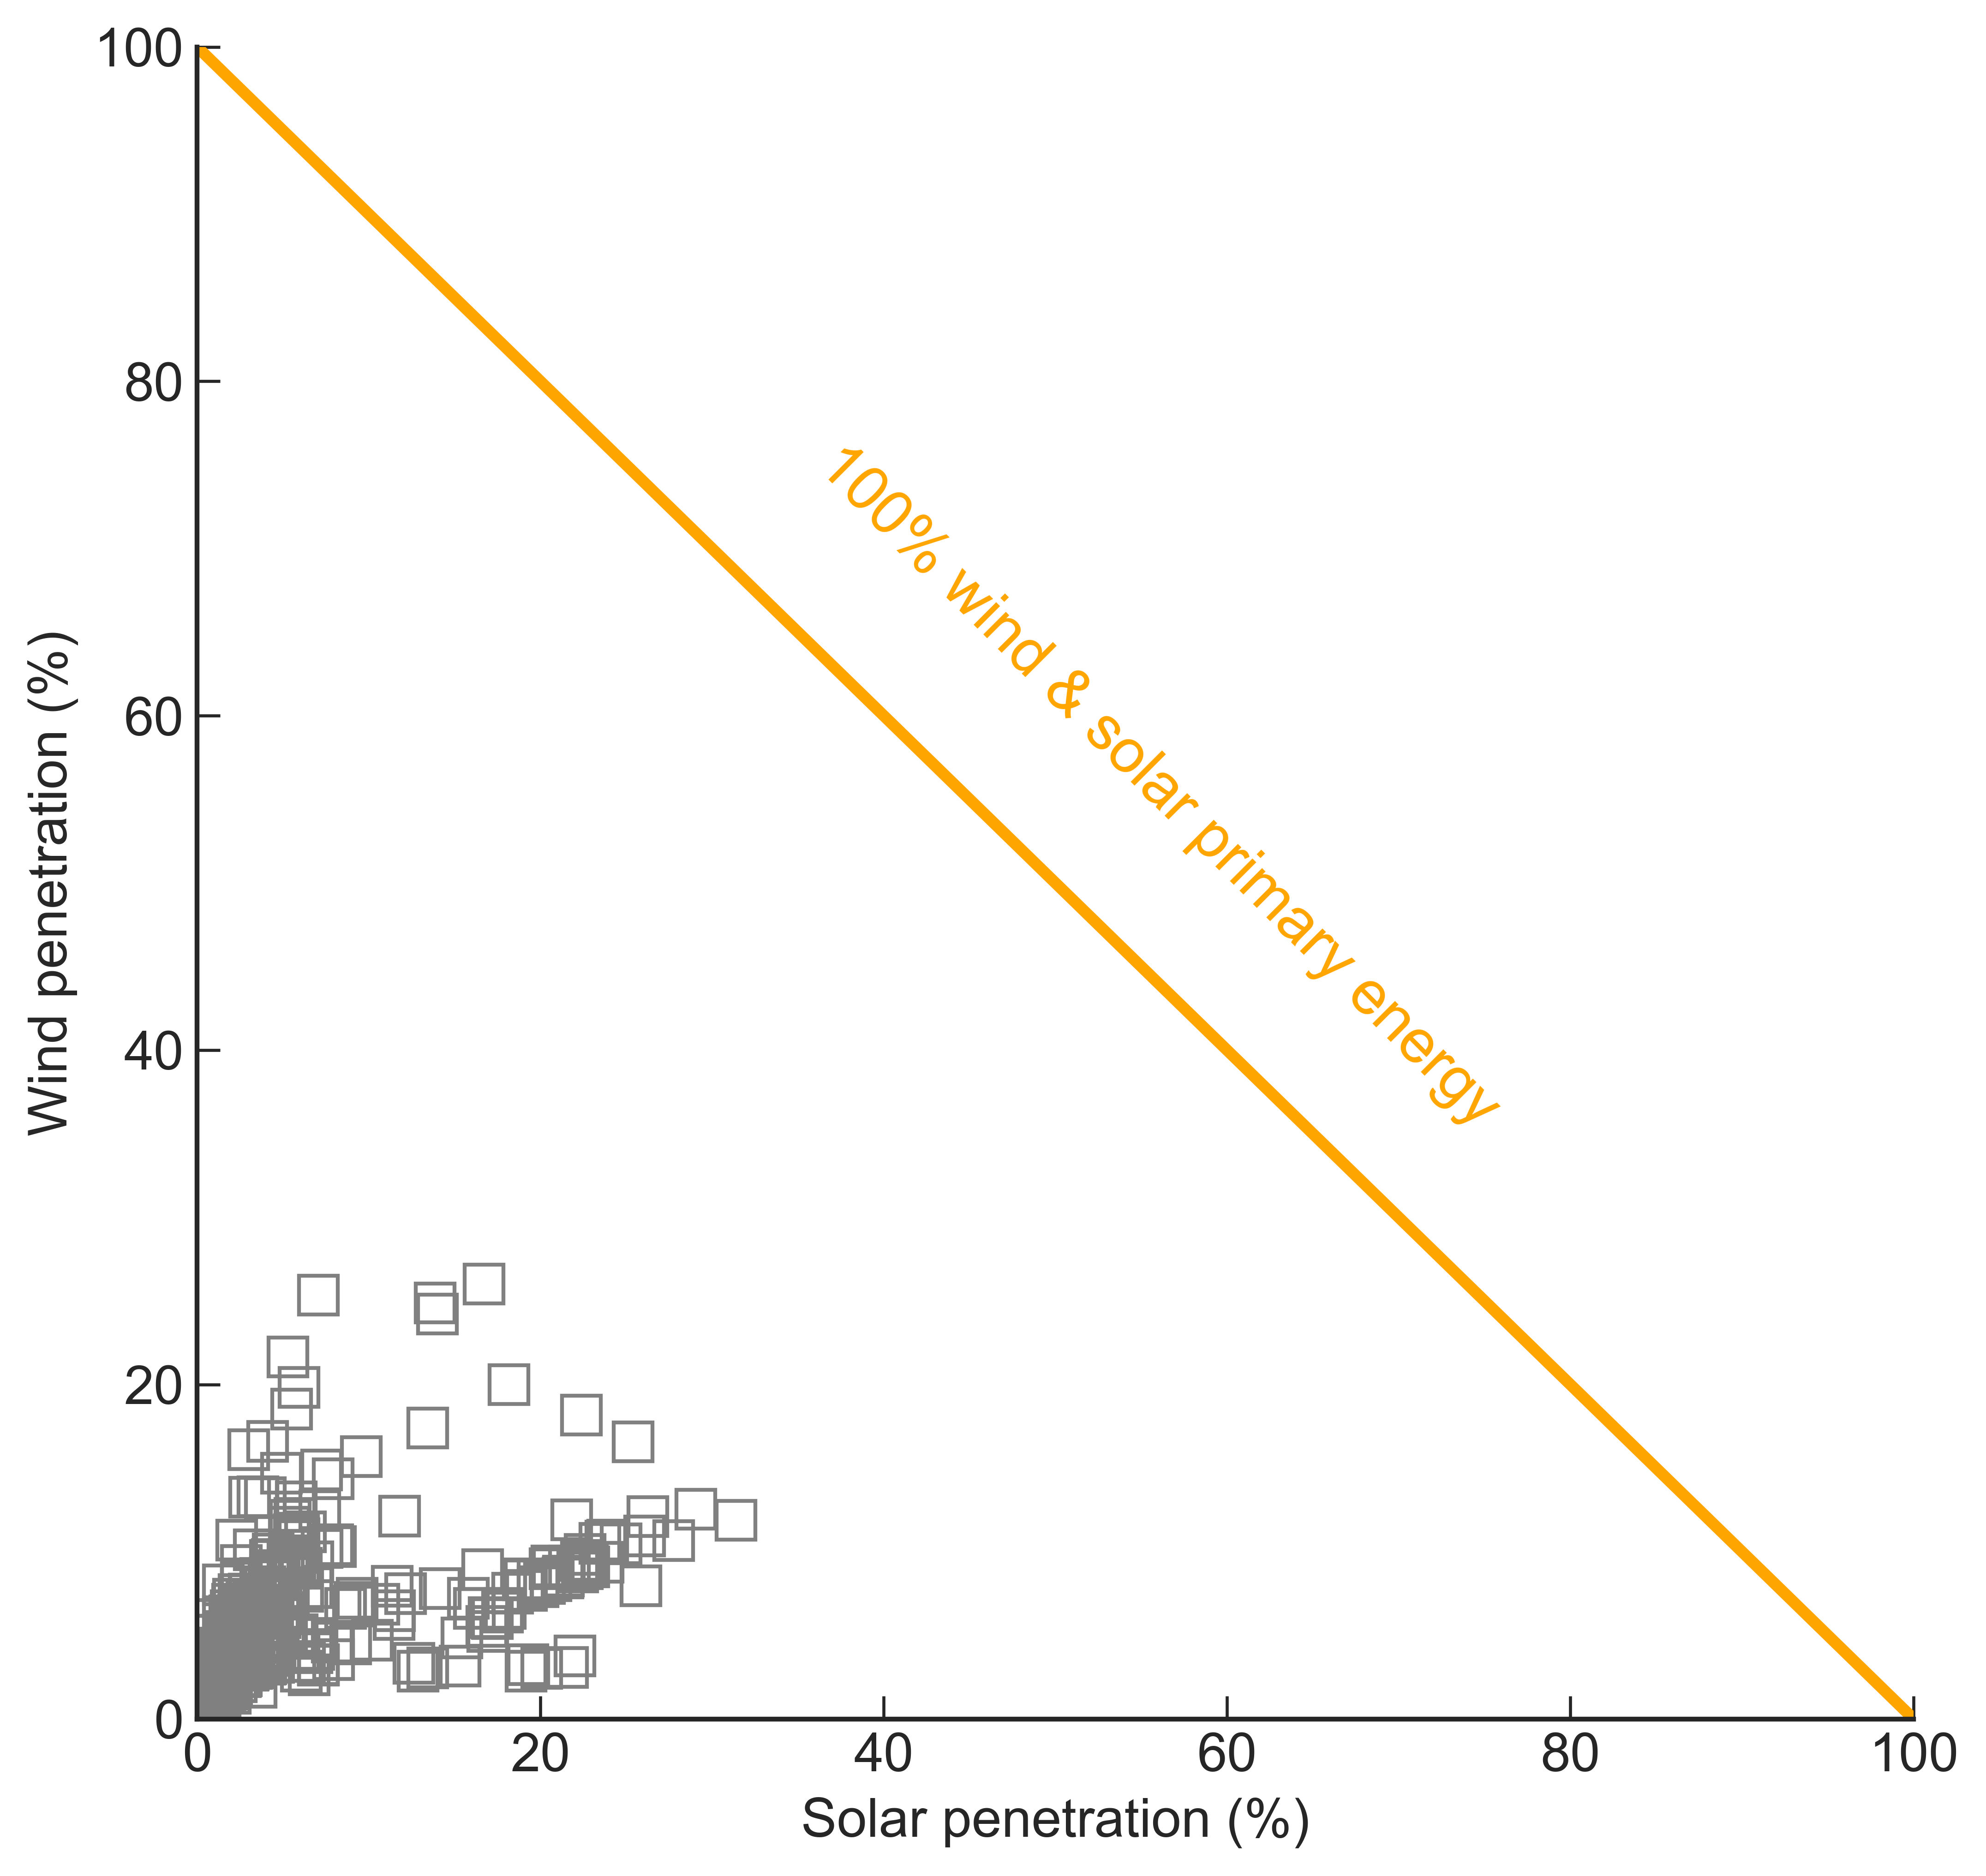 100
80
60
40
20
0
Wind penetration (%)
100% wind & solar primary energy
0 20 40 60 80 100
Solar penetration (%)